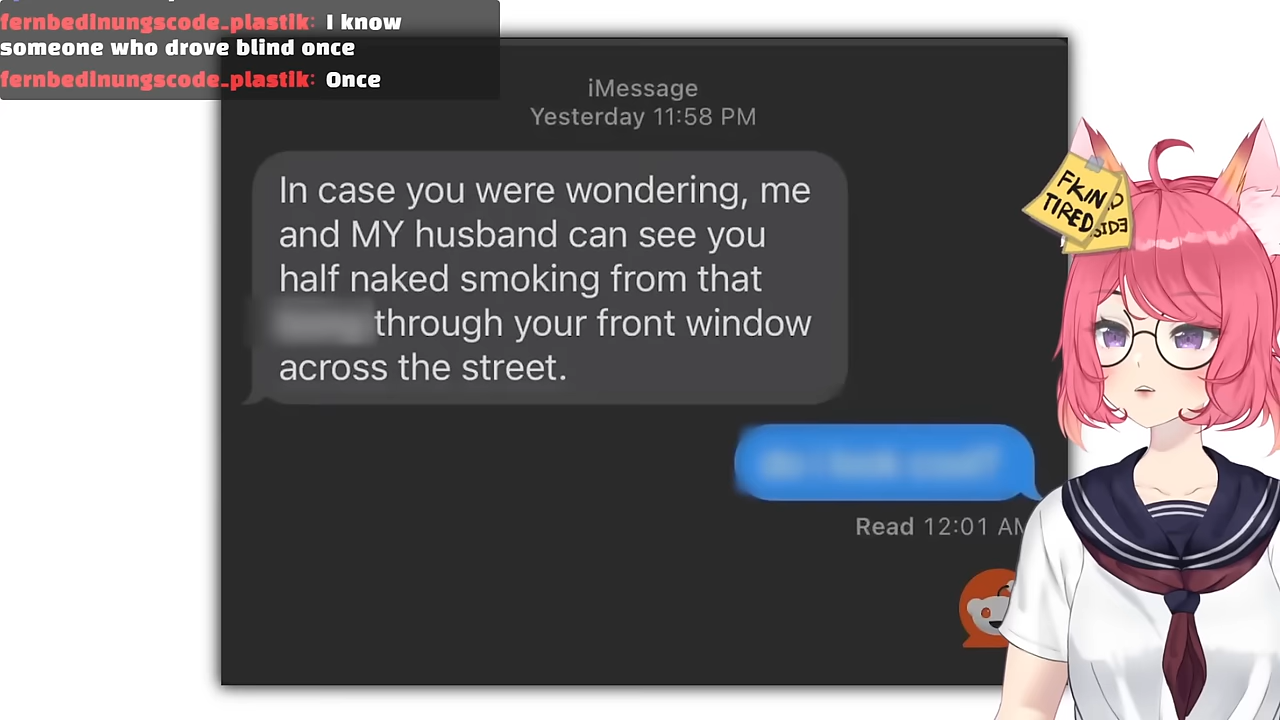 fernbedinungscode_plastik: I know
someone who drove blind once
fernbedinungscode_plastik: Once
iMessage
Yesterday 11:58 PM
In case you were wondering, me
and MY husband can see you
half naked smoking from that
through your front window
across the street.
Read 12:01 AM
FKIN
TIRED
SIDE